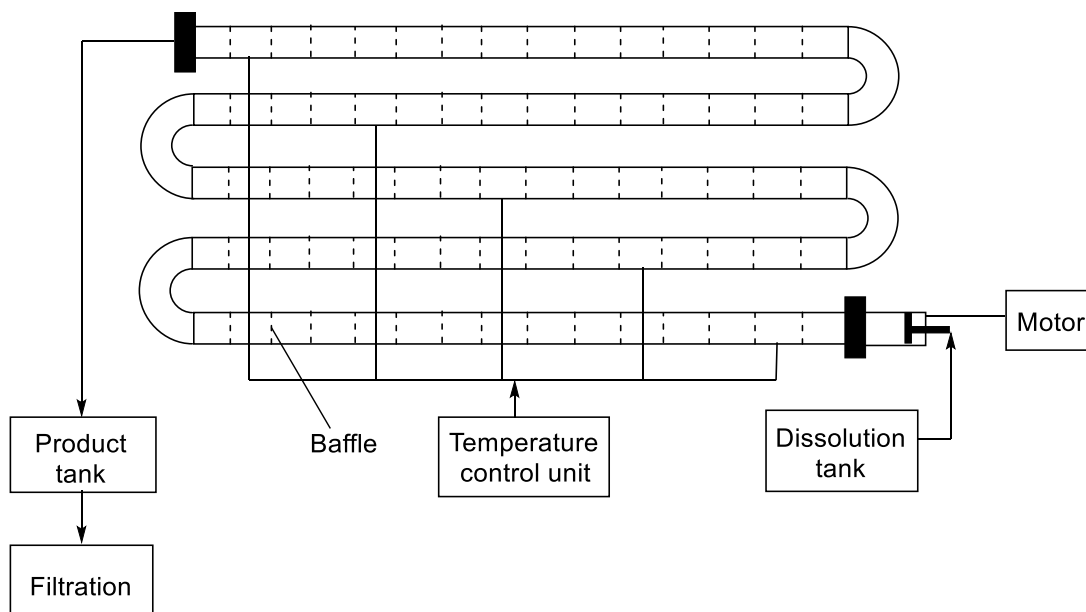 Motor
Product
tank
Baffle
Temperature
control unit
Dissolution
tank
Filtration